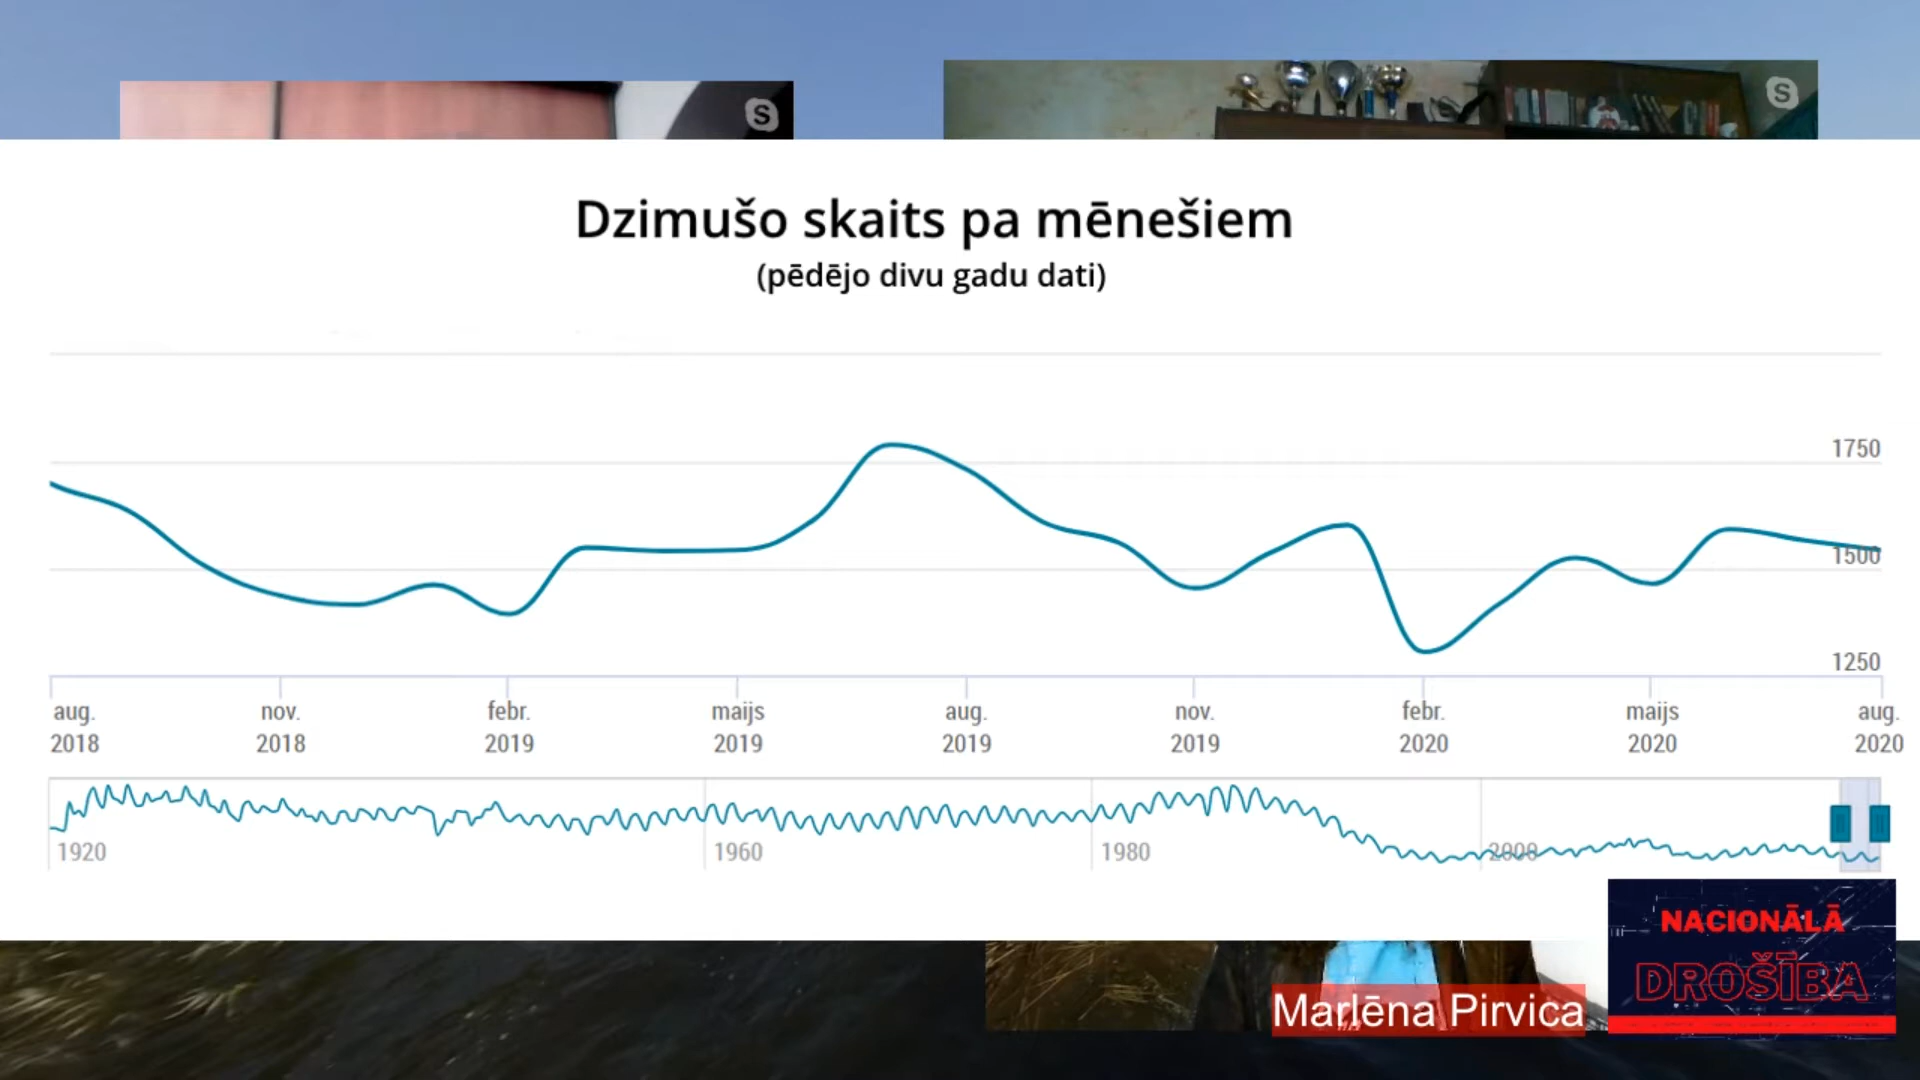 S
S
Dzimušo skaits pa mēnešiem
(pēdējo divu gadu dati)
1750
1500
1250
aug. 2018
nov. 2018
febr. 2019
maijs 2019
aug. 2019
nov. 2019
febr. 2020
maijs 2020
aug. 2020
1920
1960
1980
2000
NACIONĀLĀ
DROŠĪBA
Marlēna Pirvica